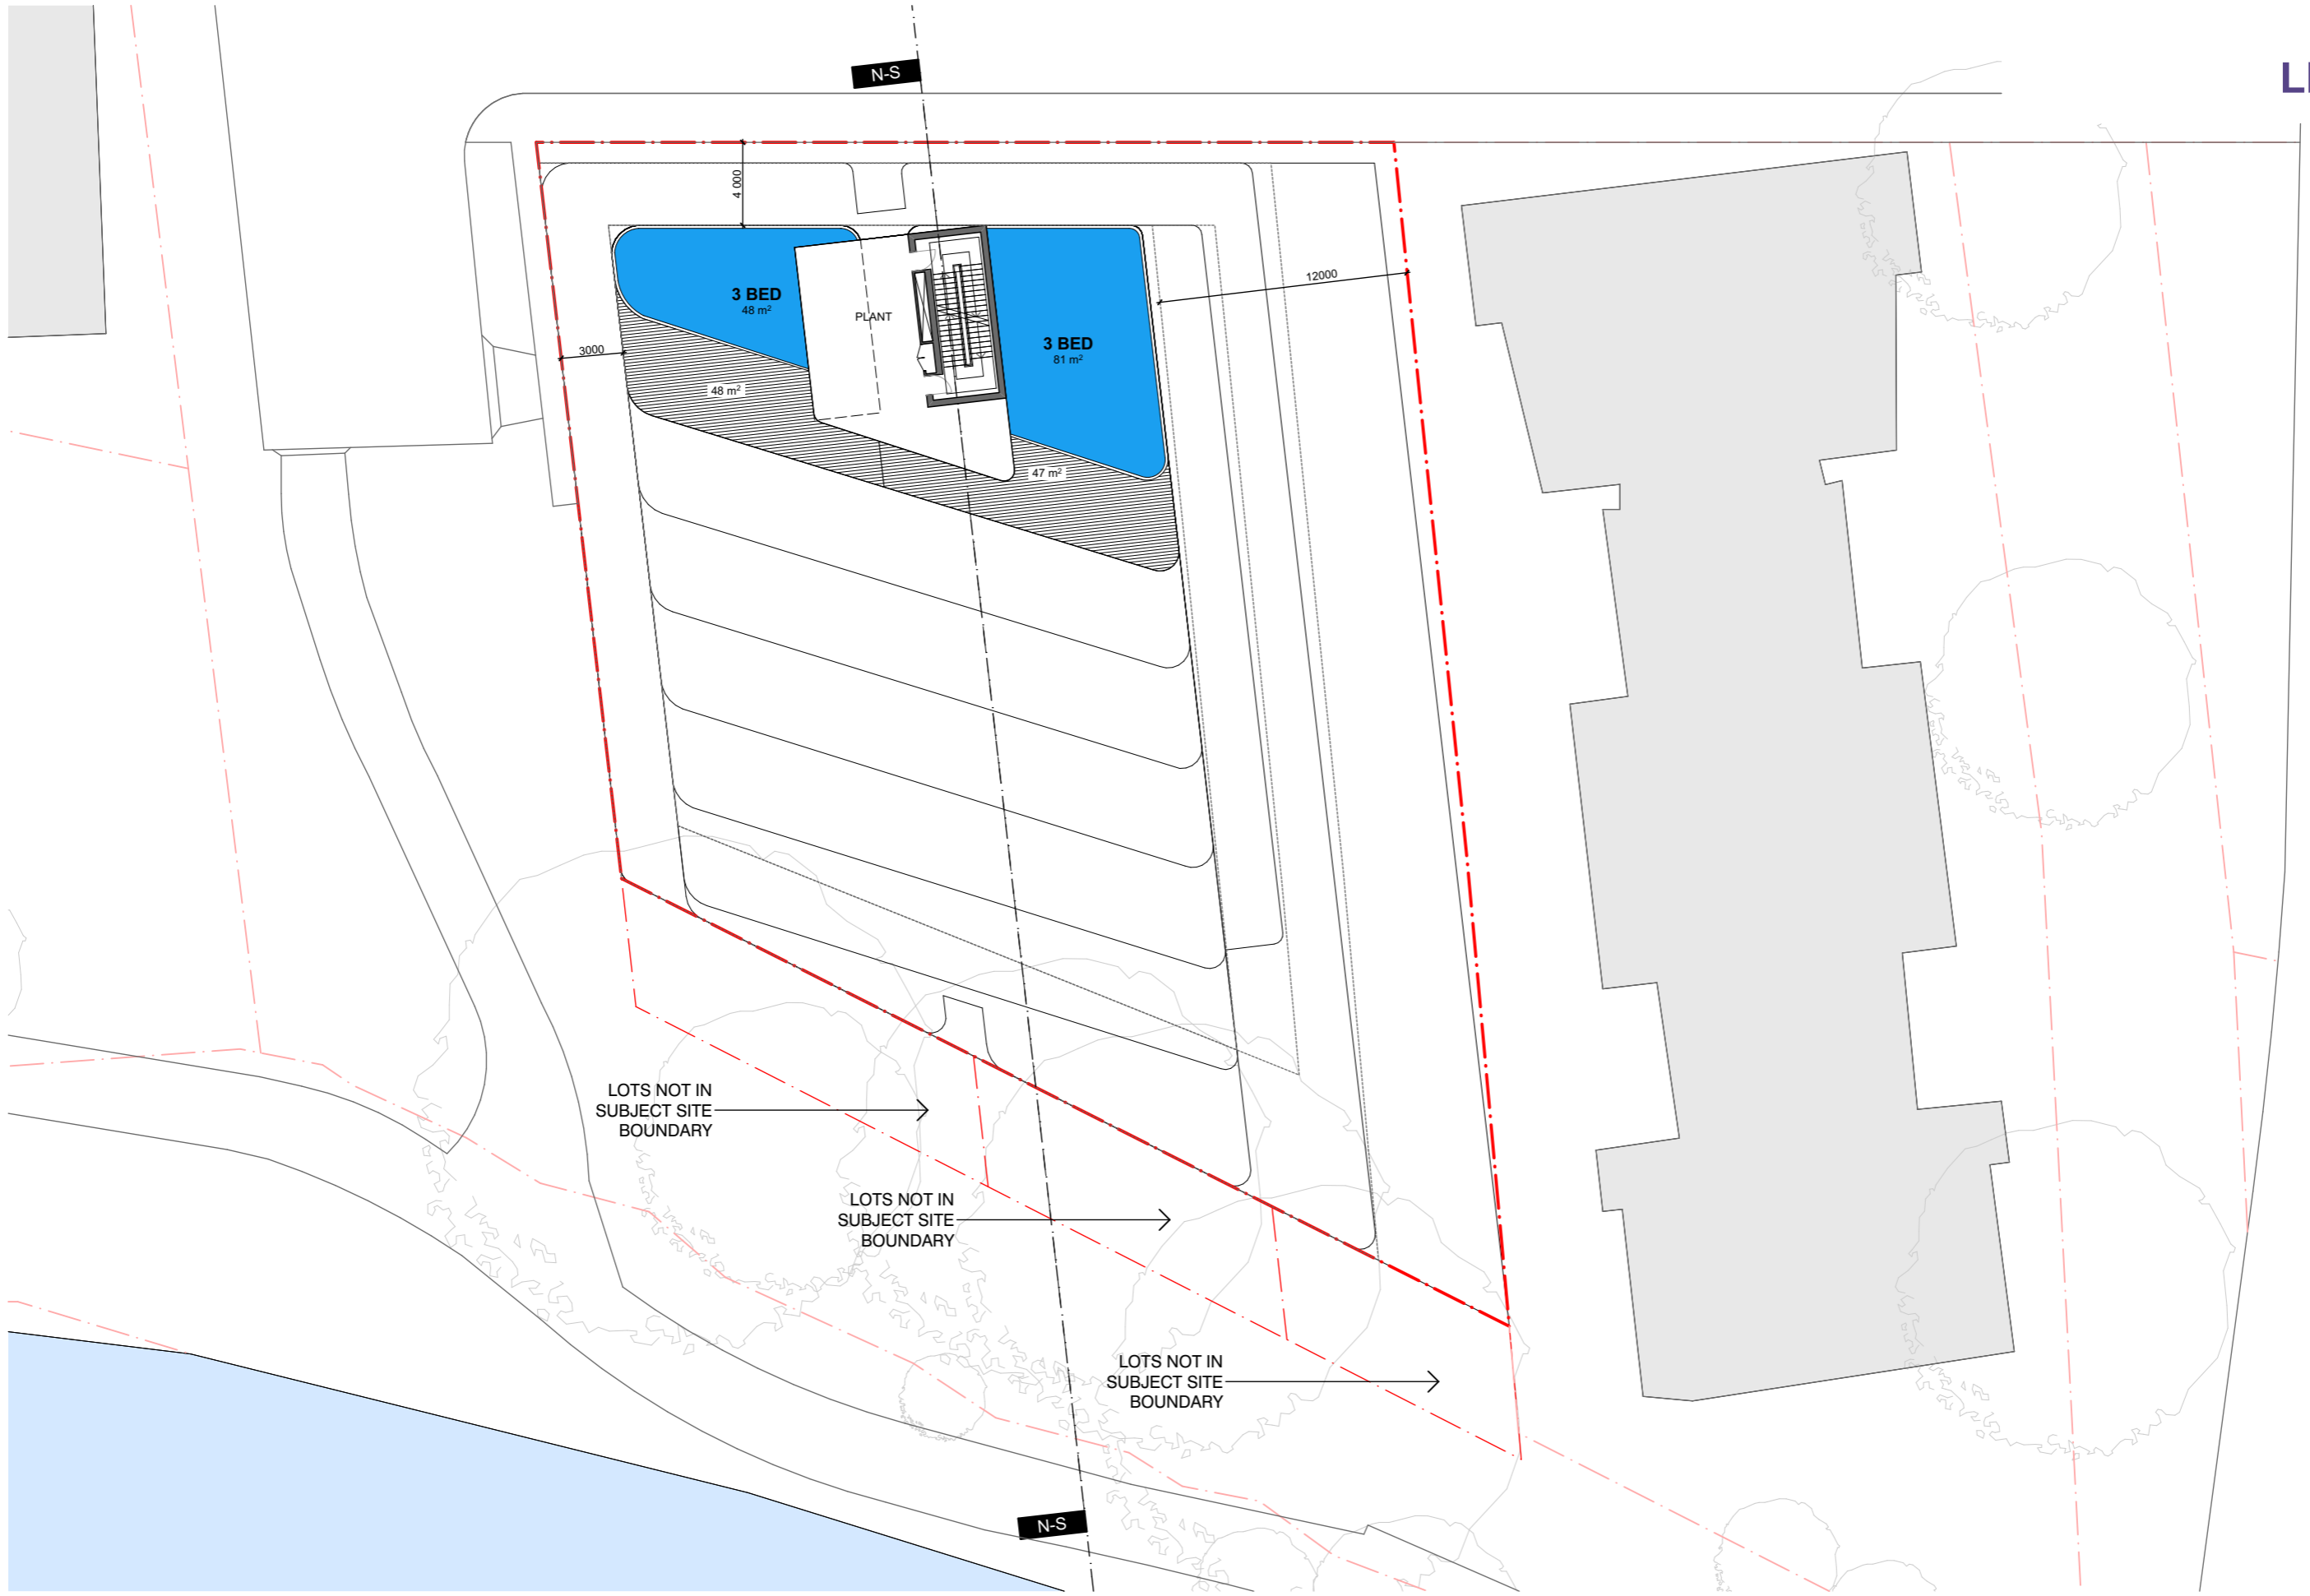 N-S
LI
4 000
12000
3 BED
48 m²
PLANT
3 BED
81 m²
3000
48 m²
47 m²
LOTS NOT IN
SUBJECT SITE
BOUNDARY
LOTS NOT IN
SUBJECT SITE
BOUNDARY
LOTS NOT IN
SUBJECT SITE
BOUNDARY
N-S